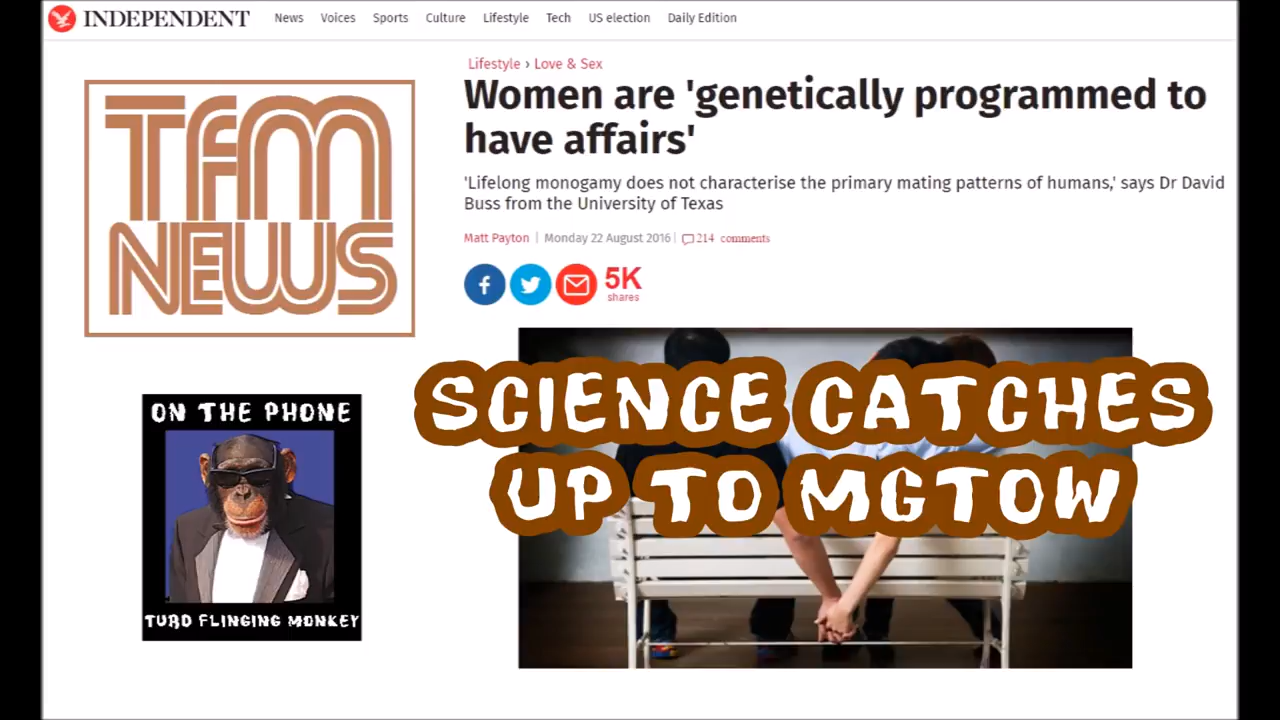 INDEPENDENT News Voices Sports Culture Lifestyle Tech US election Daily Edition
Lifestyle › Love & Sex
Women are 'genetically programmed to
have affairs'
'Lifelong monogamy does not characterise the primary mating patterns of humans,' says Dr David
Buss from the University of Texas
Matt Payton | Monday 22 August 2016 | 214 comments
5K
shares
TFM
NEWS
SCIENCE CATCHES
UP TO MGTOW
ON THE PHONE
TURD FLINGING MONKEY